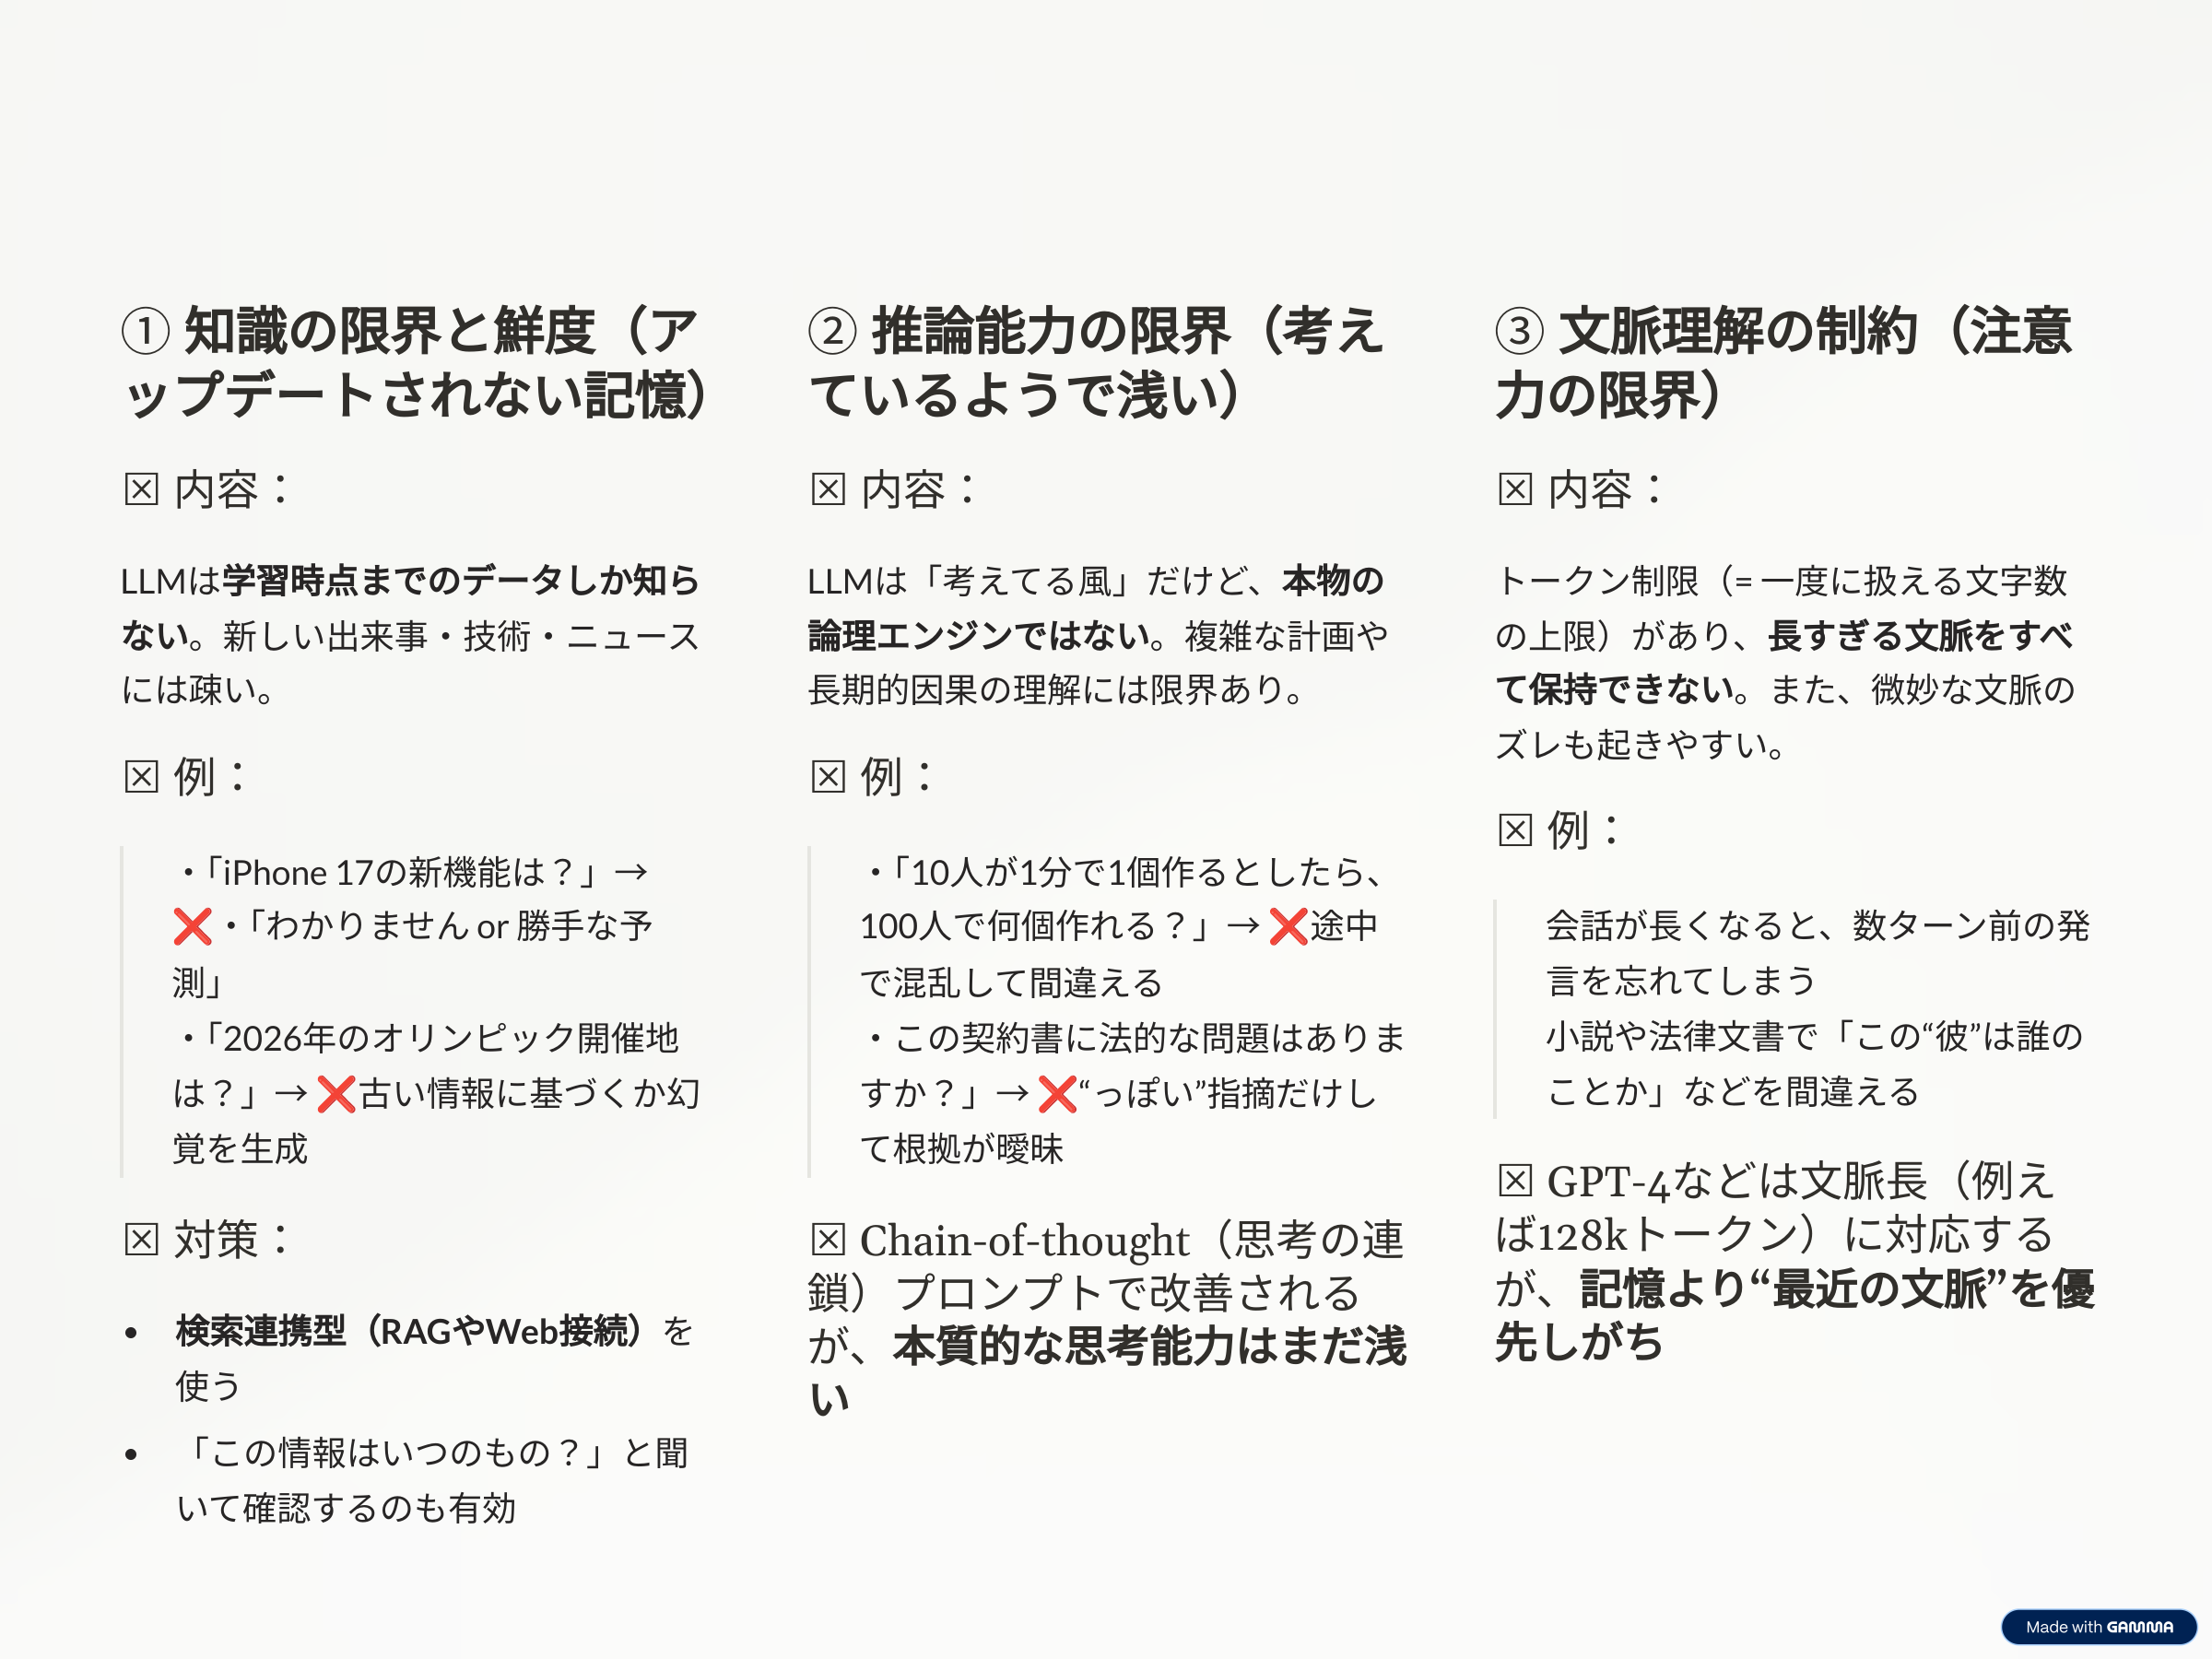 ① 知識の限界と鮮度（ア
ップデートされない記憶）
☒ 内容：
LLMは学習時点までのデータしか知ら
ない。新しい出来事・技術・ニュース
には疎い。
☒ 例：
・「iPhone 17の新機能は？」→
❌・「わかりません or 勝手な予
測」
・「2026年のオリンピック開催地
は？」→ ❌古い情報に基づくか幻
覚を生成
☒ 対策：
• 検索連携型（RAGやWeb接続）を
使う
• 「この情報はいつのもの？」と聞
いて確認するのも有効
② 推論能力の限界（考え
ているようで浅い）
☒ 内容：
LLMは「考えてる風」だけど、本物の
論理エンジンではない。複雑な計画や
長期的因果の理解には限界あり。
☒ 例：
・「10人が1分で1個作るとしたら、
100人で何個作れる？」→ ❌途中
で混乱して間違える
・この契約書に法的な問題はありま
すか？」→ ❌“っぽい”指摘だけし
て根拠が曖昧
☒ Chain-of-thought（思考の連
鎖）プロンプトで改善される
が、本質的な思考能力はまだ浅
い
③ 文脈理解の制約（注意
力の限界）
☒ 内容：
トークン制限（= 一度に扱える文字数
の上限）があり、長すぎる文脈をすべ
て保持できない。また、微妙な文脈の
ズレも起きやすい。
☒ 例：
会話が長くなると、数ターン前の発
言を忘れてしまう
小説や法律文書で「この“彼”は誰の
ことか」などを間違える
☒ GPT-4などは文脈長（例え
ば128kトークン）に対応する
が、記憶より“最近の文脈”を優
先しがち
Made with GAMMA